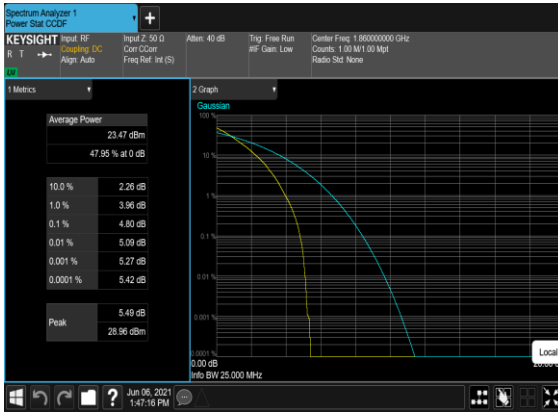 Spectrum Analyzer 1
Power Stat CCDF
+
KEYSIGHT
R T
Input: RF
Coupling: DC
Align: Auto
Input Z: 50 Ω
Corr CCorr
Freq Ref: Int (S)
Atten: 40 dB
Trig: Free Run
#IF Gain: Low
Center Freq: 1.860000000 GHz
Counts: 1.00 M/1.00 Mpt
Radio Std: None
1 Metrics
Average Power
23.47 dBm
47.95 % at 0 dB
10.0 % 2.26 dB
1.0 % 3.96 dB
0.1 % 4.80 dB
0.01 % 5.09 dB
0.001 % 5.27 dB
0.0001 % 5.42 dB
Peak
5.49 dB
28.96 dBm
2 Graph
Gaussian
100 %
10 %
1 %
0.1 %
0.01 %
0.001 %
0.0001 %
0.00 dB
Info BW 25.000 MHz
Local
?
Jun 06, 2021
1:47:16 PM